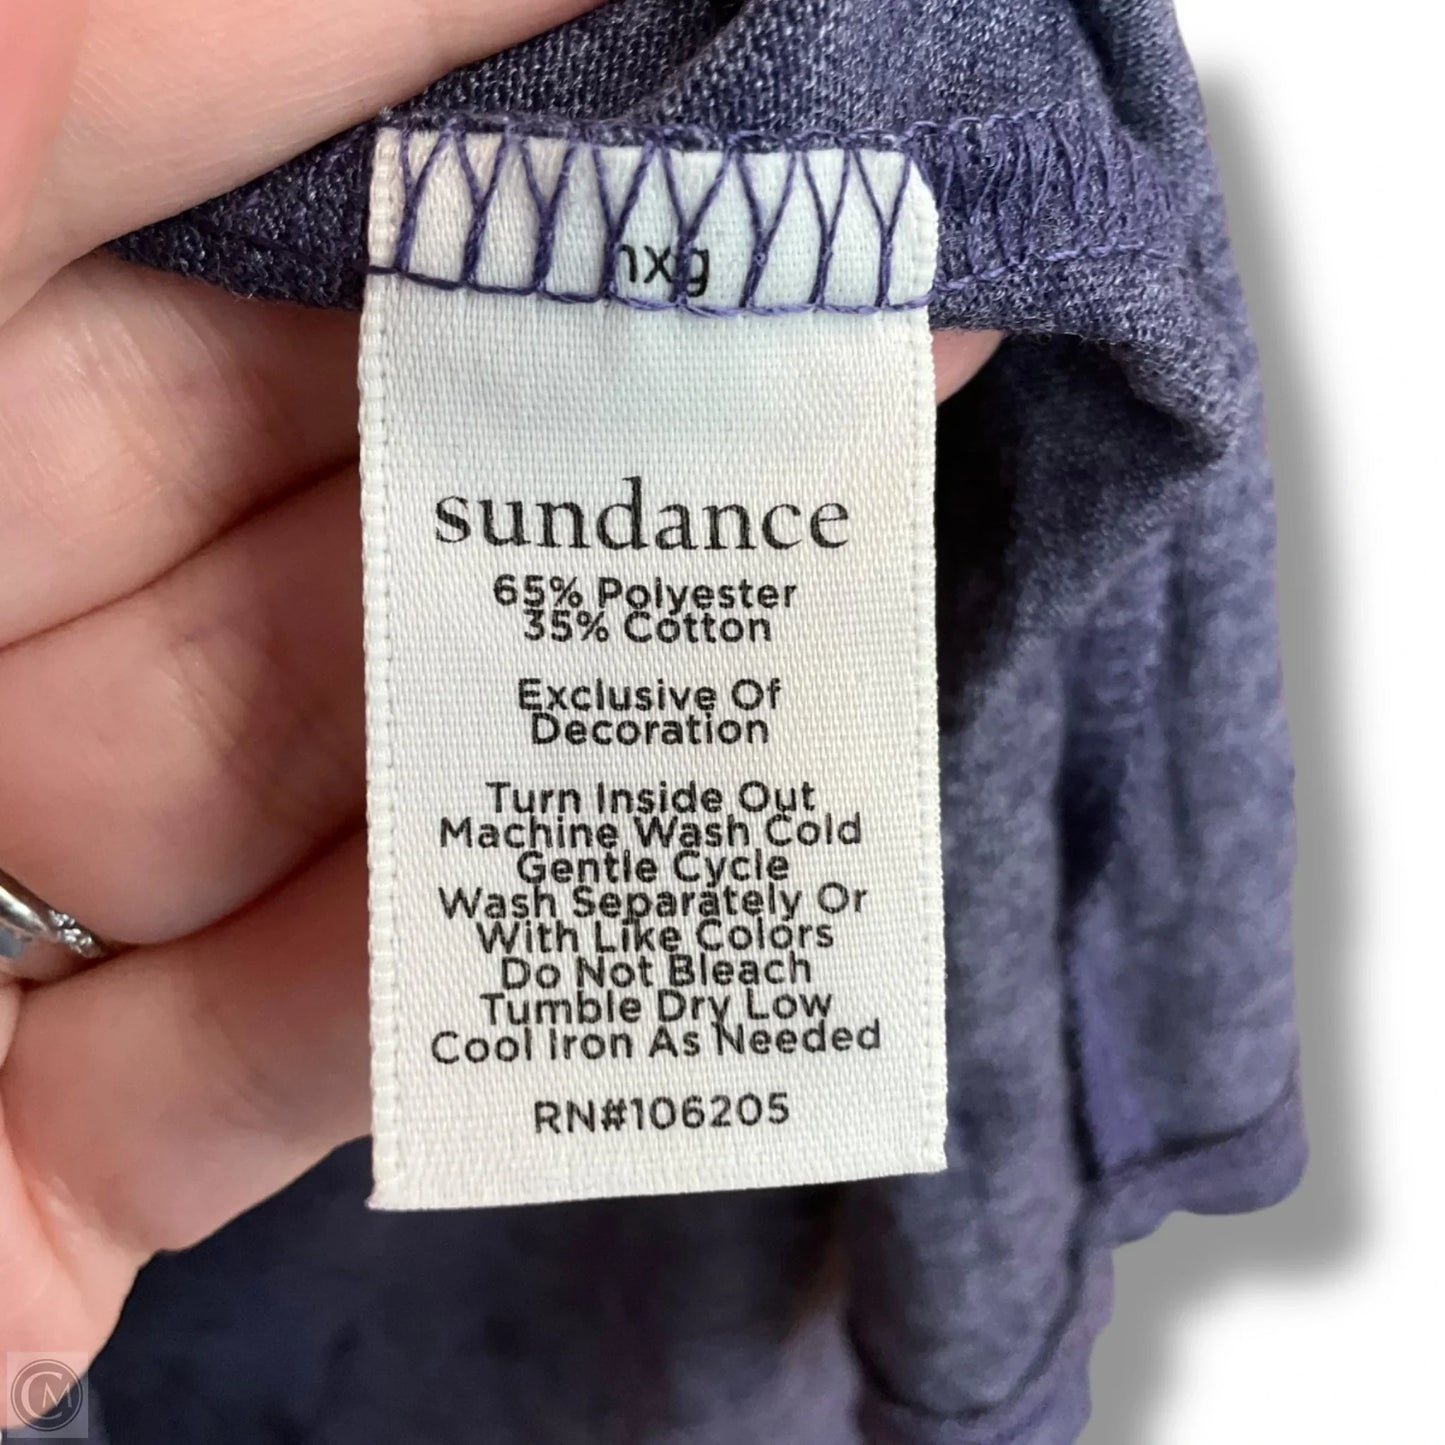 sundance
65% Polyester
35% Cotton
Exclusive Of
Decoration
Turn Inside Out
Machine Wash Cold
Gentle Cycle
Wash Separately Or
With Like Colors
Do Not Bleach
Tumble Dry Low
Cool Iron As Needed
RN#106205
CM